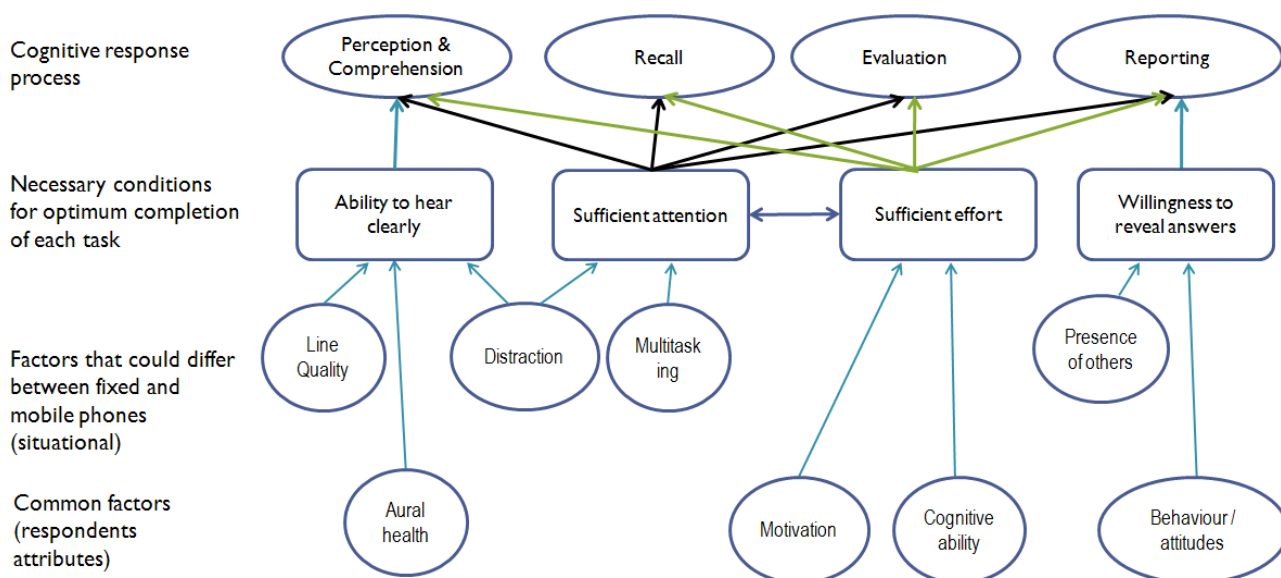 Cognitive response
process
Perception &
Comprehension
Recall
Evaluation
Reporting
Necessary conditions
for optimum completion
of each task
Ability to hear
clearly
Sufficient attention
Sufficient effort
Willingness to
reveal answers
Factors that could differ
between fixed and
mobile phones
(situational)
Line
Quality
Distraction
Multitask
ing
Presence
of others
Common factors
(respondents
attributes)
Aural
health
Motivation
Cognitive
ability
Behaviour /
attitudes